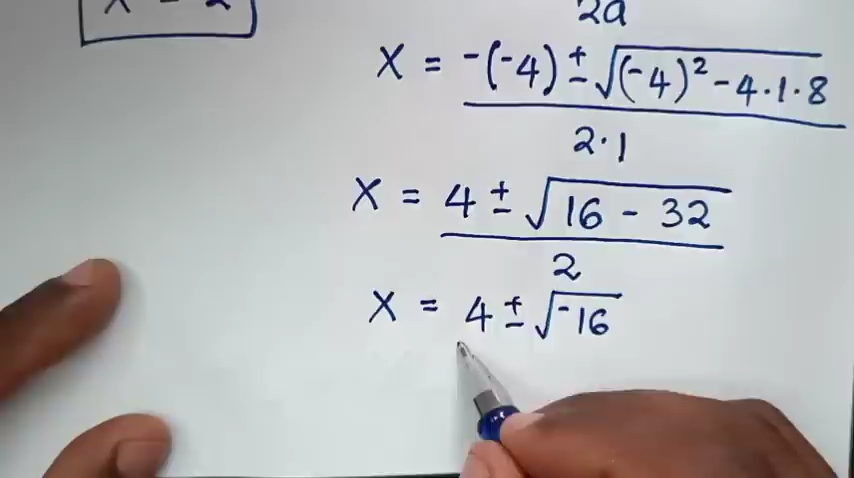 2a
X = -(-4) ± √(-4)² - 4·1·8
2·1
X = 4 ± √16 - 32
2
X = 4 ± √-16